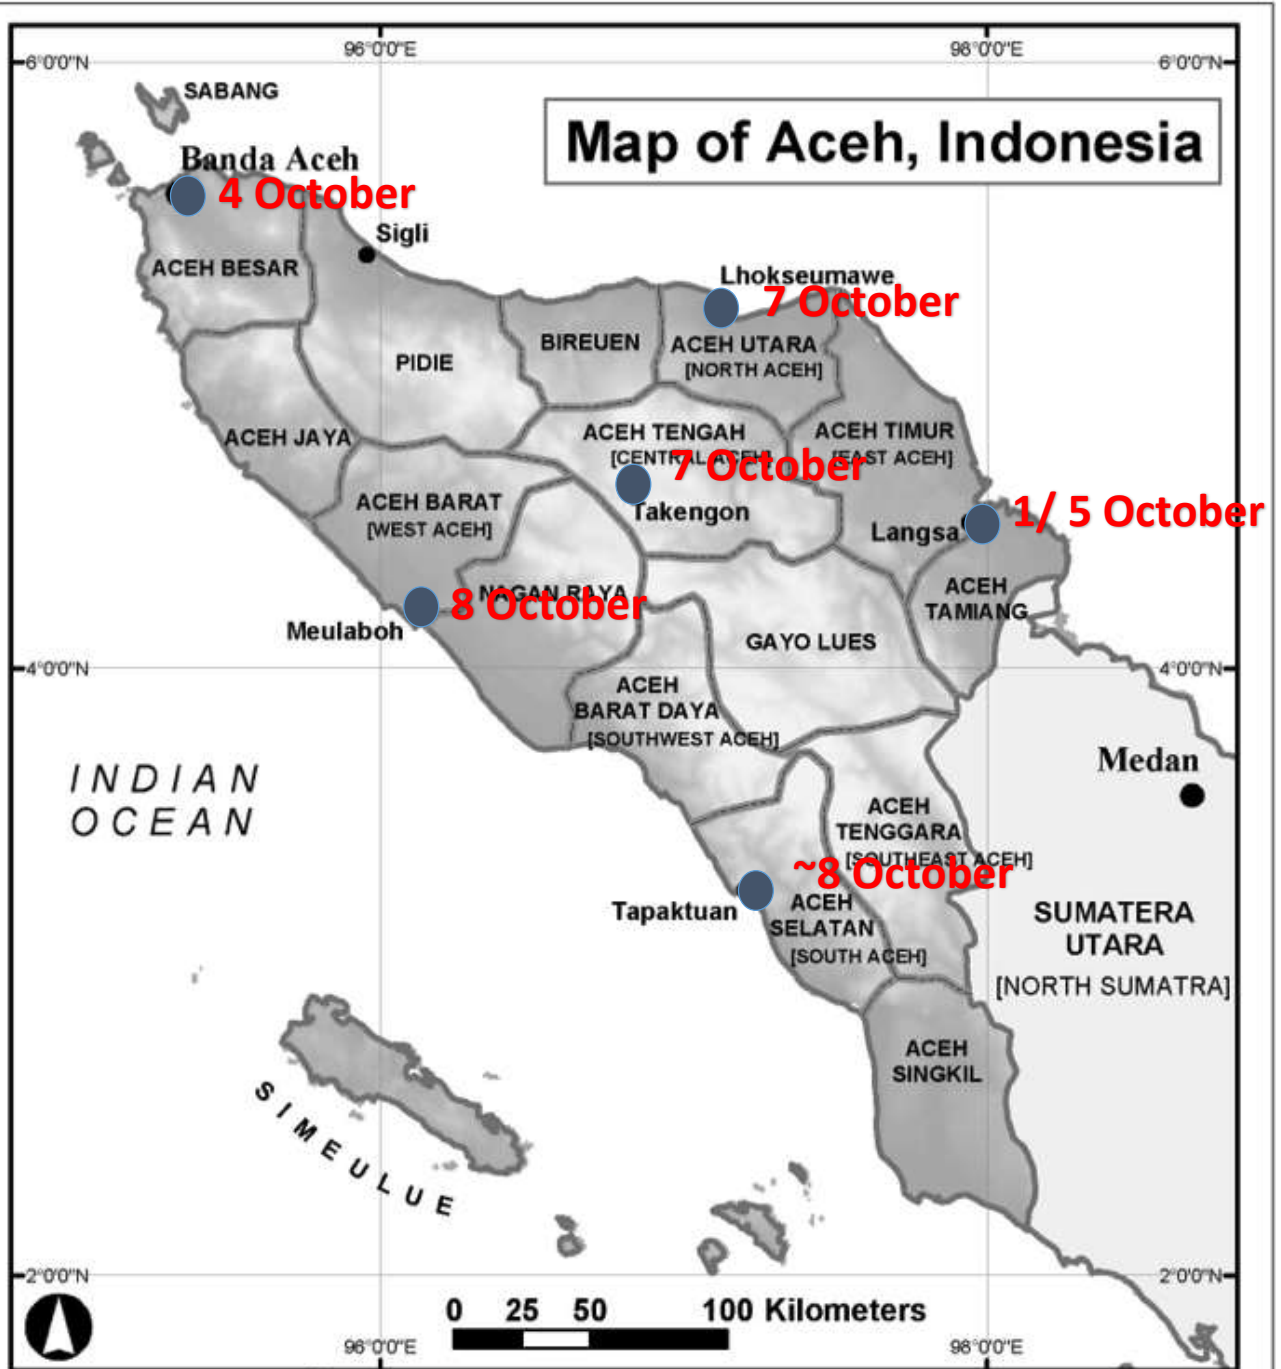 96°0'0"E
98°0'0"E
6°0'0"N
6°0'0"N
SABANG
Map of Aceh, Indonesia
Banda Aceh
4 October
Sigli
ACEH BESAR
Lhokseumawe
7 October
BIREUEN
ACEH UTARA
[NORTH ACEH]
PIDIE
ACEH JAYA
ACEH TENGAH
[CENTRAL ACEH]
7 October
ACEH TIMUR
[EAST ACEH]
Takengon
ACEH BARAT
[WEST ACEH]
Langsa
1/ 5 October
ACEH
TAMIANG
NAGAN RAYA
8 October
Meulaboh
GAYO LUES
4°0'0"N
4°0'0"N
ACEH
BARAT DAYA
[SOUTHWEST ACEH]
INDIAN
OCEAN
Medan
ACEH
TENGGARA
[SOUTHEAST ACEH]
~8 October
Tapaktuan
ACEH
SELATAN
[SOUTH ACEH]
SUMATERA
UTARA
[NORTH SUMATRA]
ACEH
SINGKIL
SIMEULUE
2°0'0"N
2°0'0"N
0 25 50 100 Kilometers
96°0'0"E
98°0'0"E